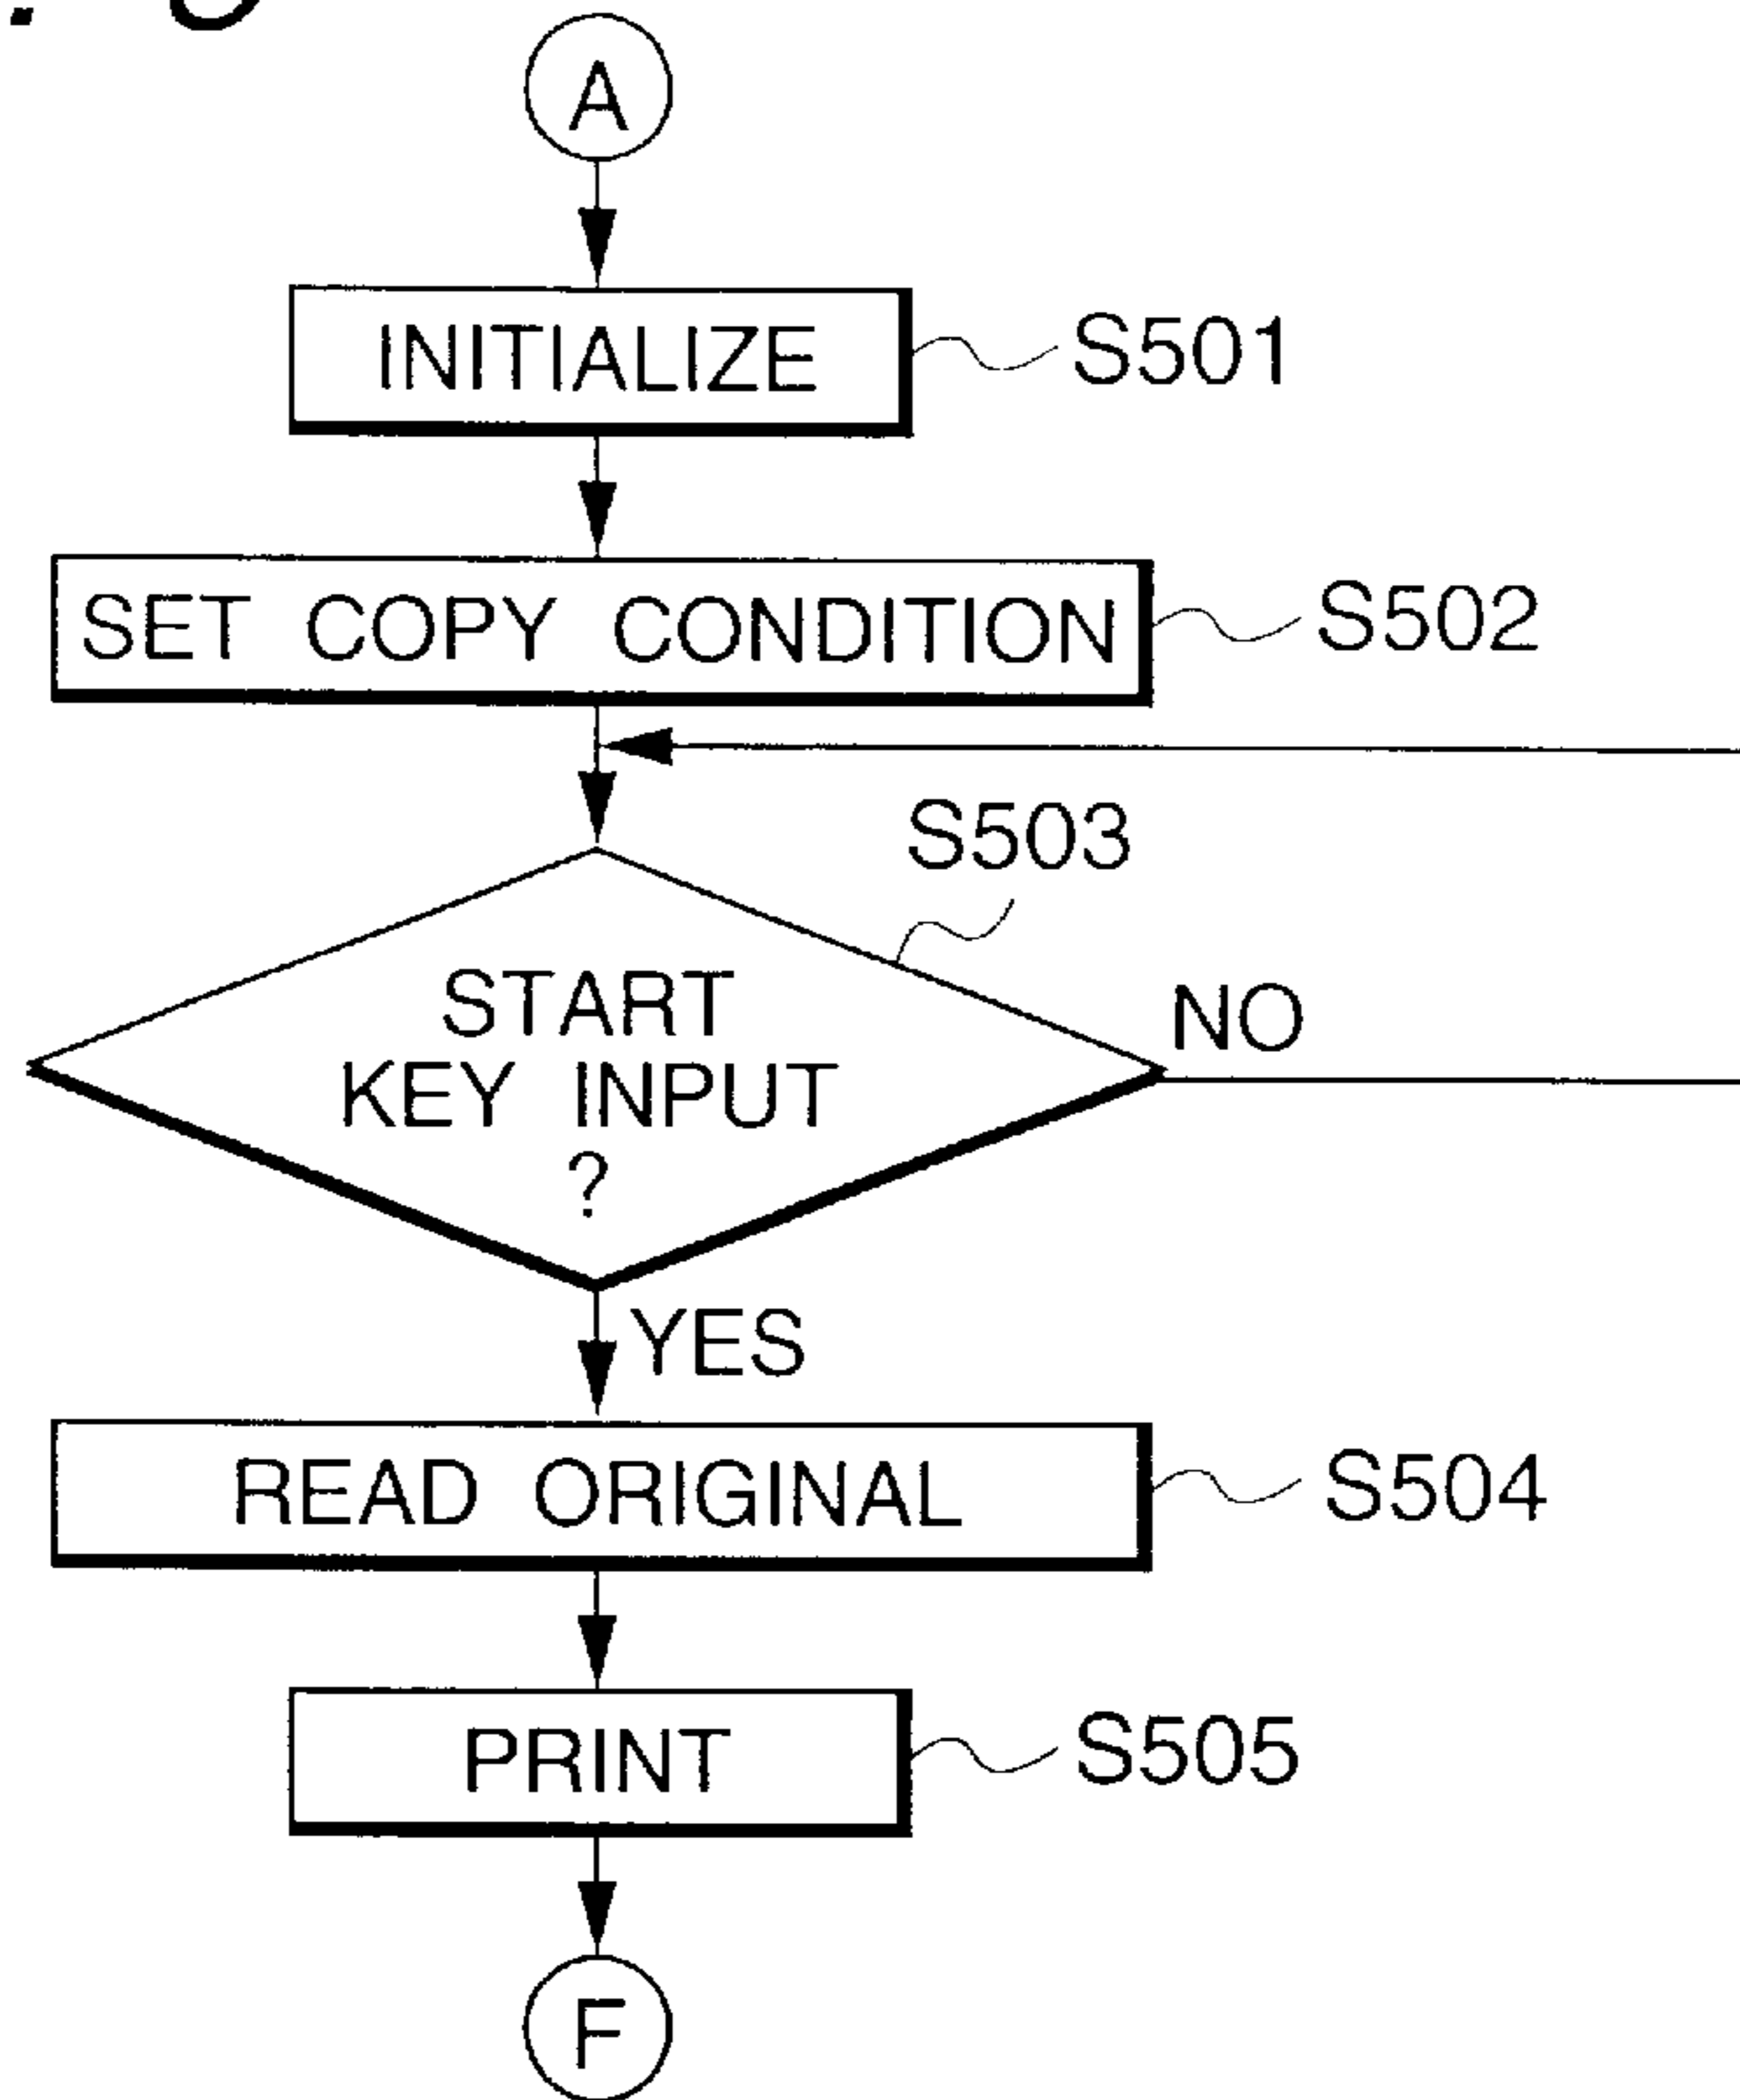 A
INITIALIZE
S501
SET COPY CONDITION
S502
S503
START
KEY INPUT
?
NO
YES
READ ORIGINAL
S504
PRINT
S505
F